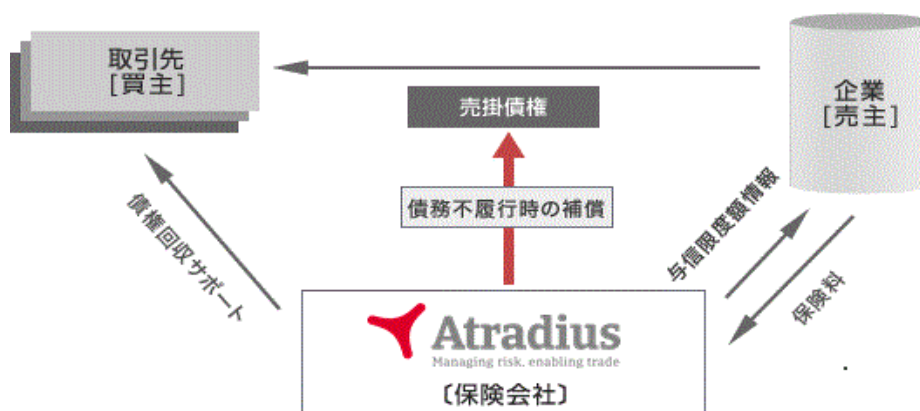 取引先
[買主]
企業
[売主]
売掛債権
債務不履行時の補償
債権回収サポート
与信限度額情報
保険料
Atradius
Managing risk, enabling trade
〔保険会社〕